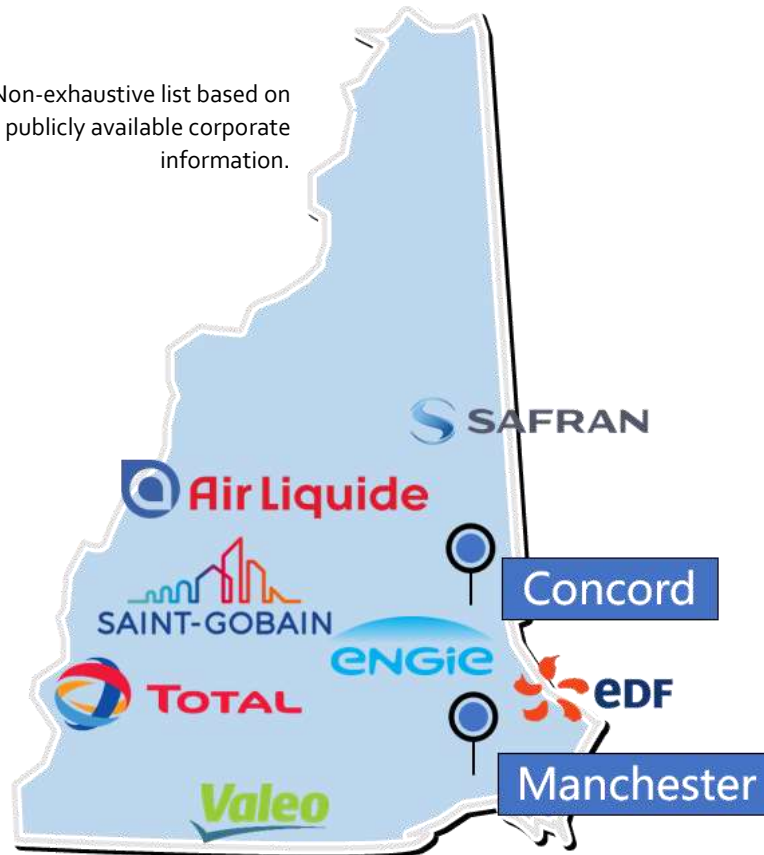 Non-exhaustive list based on
publicly available corporate
information.
SAFRAN
Air Liquide
Concord
SAINT-GOBAIN
ENGIE
TOTAL
eDF
Manchester
Valeo